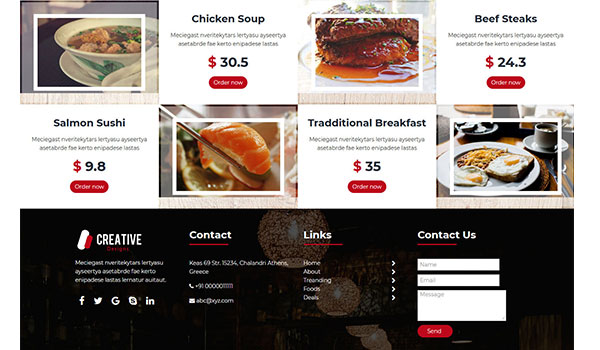 Chicken Soup
Meciegast nveritekytars lertyasu ayseertya
asetabrde fae kerto enipadese lastas
$ 30.5
Order now
Beef Steaks
Meciegast nveritekytars lertyasu ayseertya
asetabrde fae kerto enipadese lastas
$ 24.3
Order now
Salmon Sushi
Meciegast nveritekytars lertyasu ayseertya
asetabrde fae kerto enipadese lastas
$ 9.8
Order now
Tradditional Breakfast
Meciegast nveritekytars lertyasu ayseertya
asetabrde fae kerto enipadese lastas
$ 35
Order now
CREATIVE
Designs
Meciegast nveritekytars lertyasu
ayseertya asetabrde fae kerto
enipadese lastas lernatur auitaut.
Contact
Keas 69 Str. 15234, Chalandri Athens,
Greece
+91 0000011111
abc@xyz.com
Links
Home
About
Treanding
Foods
Deals
Contact Us
Name
Email
Message
Send